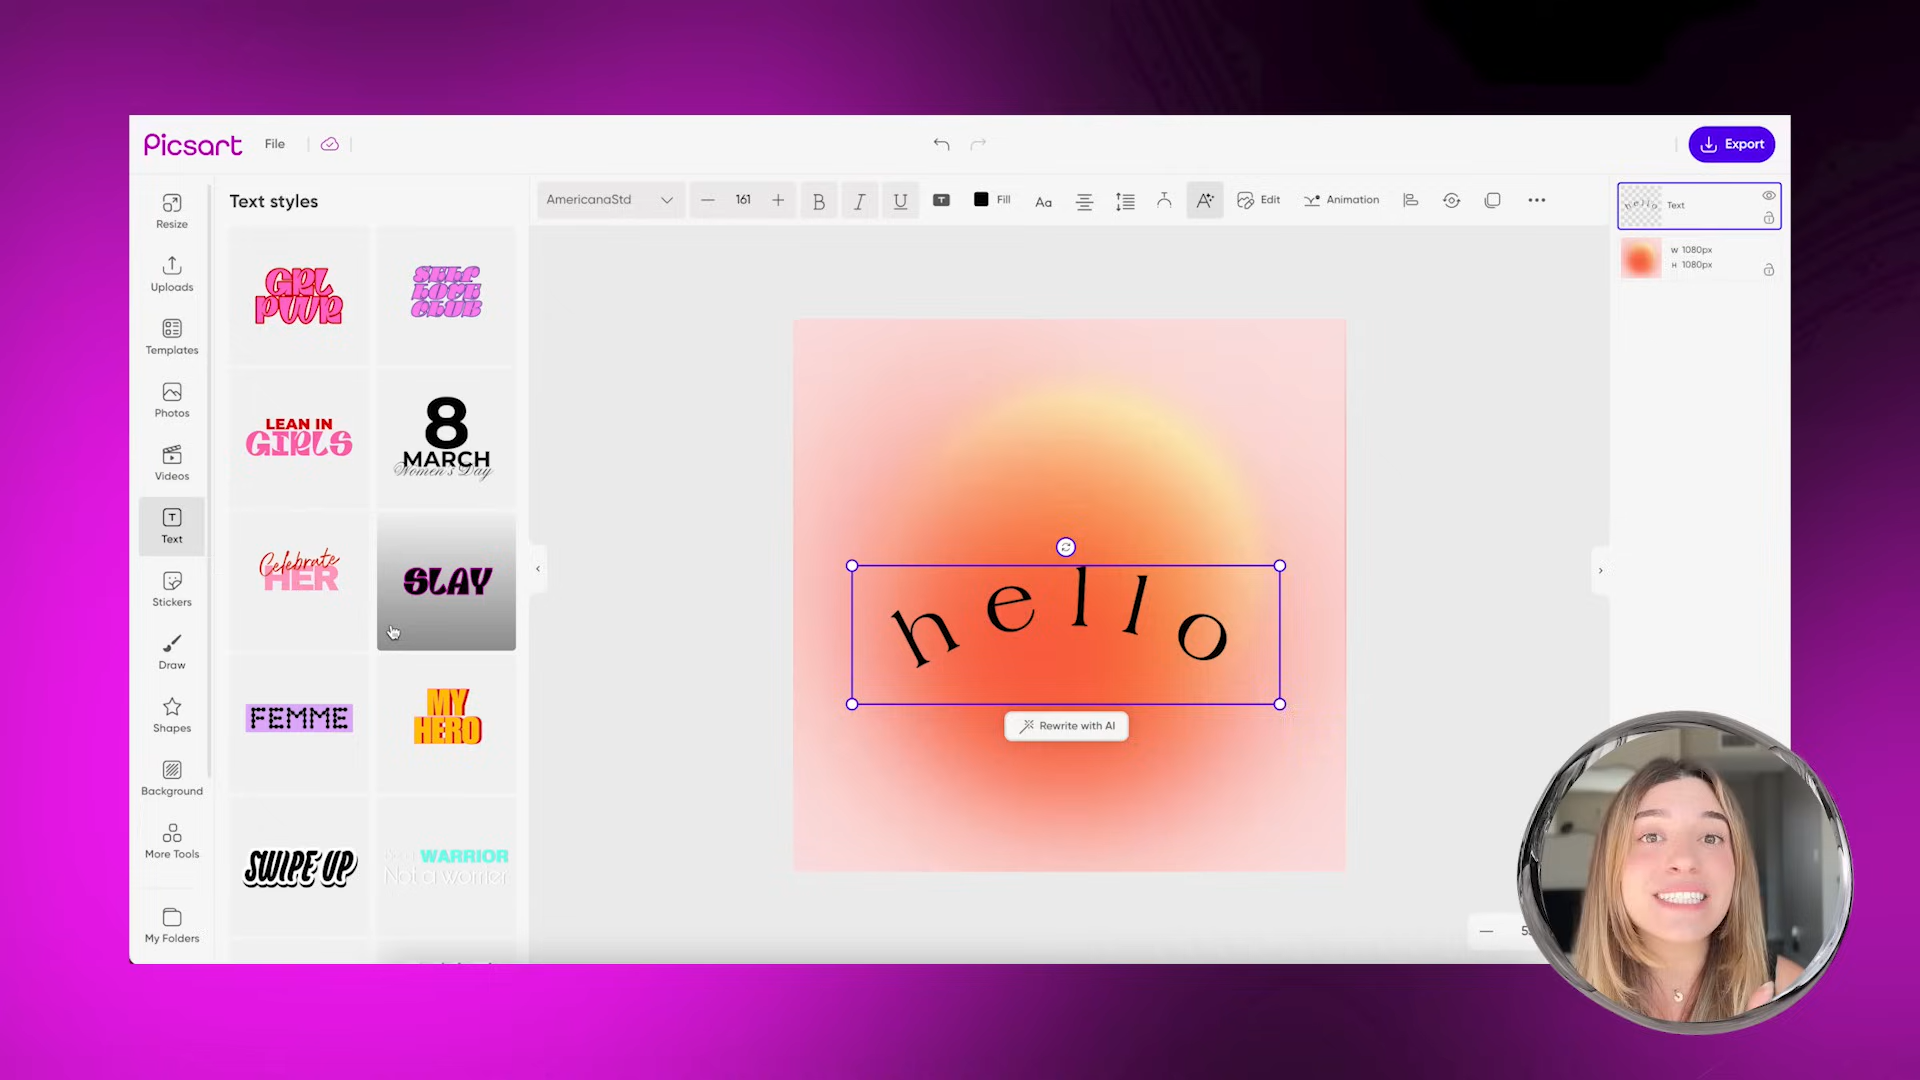 Picsart File Export
Resize
Uploads
Templates
Photos
Videos
Text
Stickers
Draw
Shapes
Background
More Tools
My Folders
Text styles
GRL
PWR
SELF
LOVE
CLUB
LEAN IN
GIRLS
8
MARCH
Women's Day
Celebrate
HER
SLAY
FEMME
MY
HERO
SWIPE UP
WARRIOR
Not a worrier
AmericanaStd 161 B I U T Fill Aa A Edit Animation
hello
Rewrite with AI
hello Text
W 1080px
H 1080px